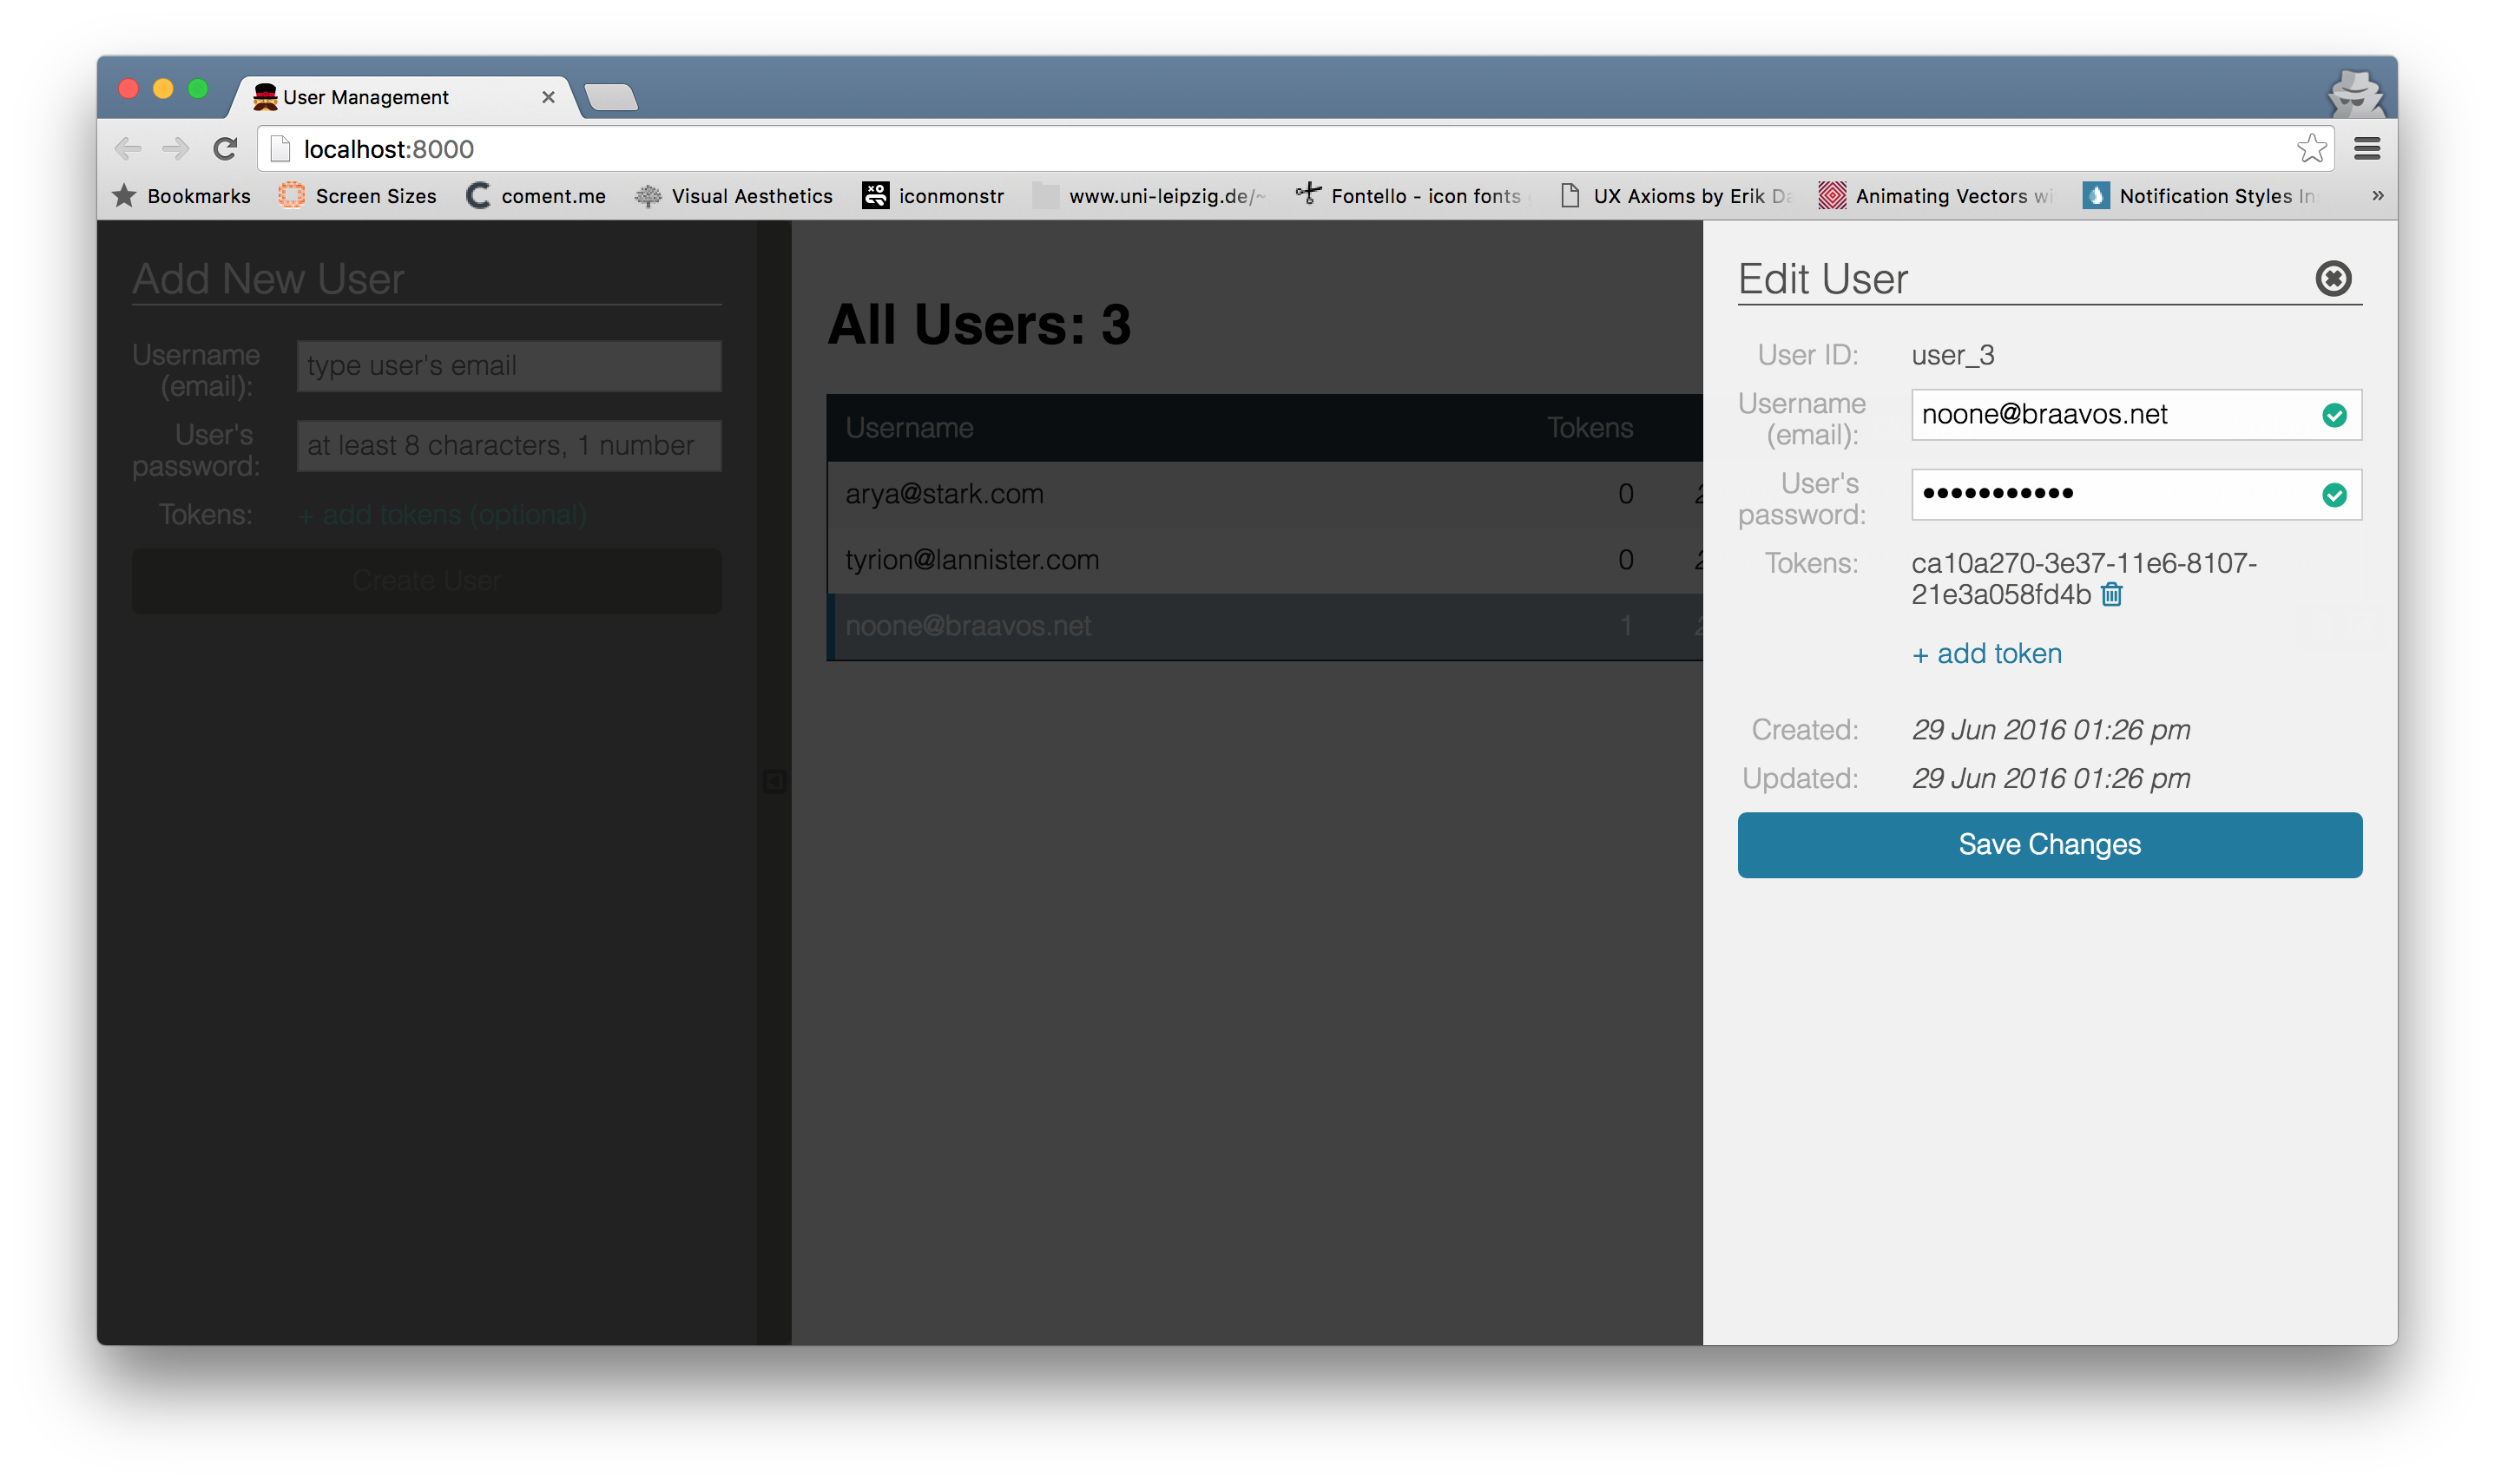 User Management
localhost:8000
Bookmarks
Screen Sizes
coment.me
Visual Aesthetics
iconmonstr
www.uni-leipzig.de/~
Fontello - icon fonts
UX Axioms by Erik Da
Animating Vectors wi
Notification Styles In
»
Add New User
Username
(email):
type user's email
User's
password:
at least 8 characters, 1 number
Tokens:
+ add tokens (optional)
Create User
All Users: 3
Username Tokens
arya@stark.com 0 2
tyrion@lannister.com 0 2
noone@braavos.net 1 2
Edit User
User ID: user_3
Username
(email):
noone@braavos.net
User's
password:
•••••••••••
Tokens: ca10a270-3e37-11e6-8107-
21e3a058fd4b
+ add token
Created: 29 Jun 2016 01:26 pm
Updated: 29 Jun 2016 01:26 pm
Save Changes